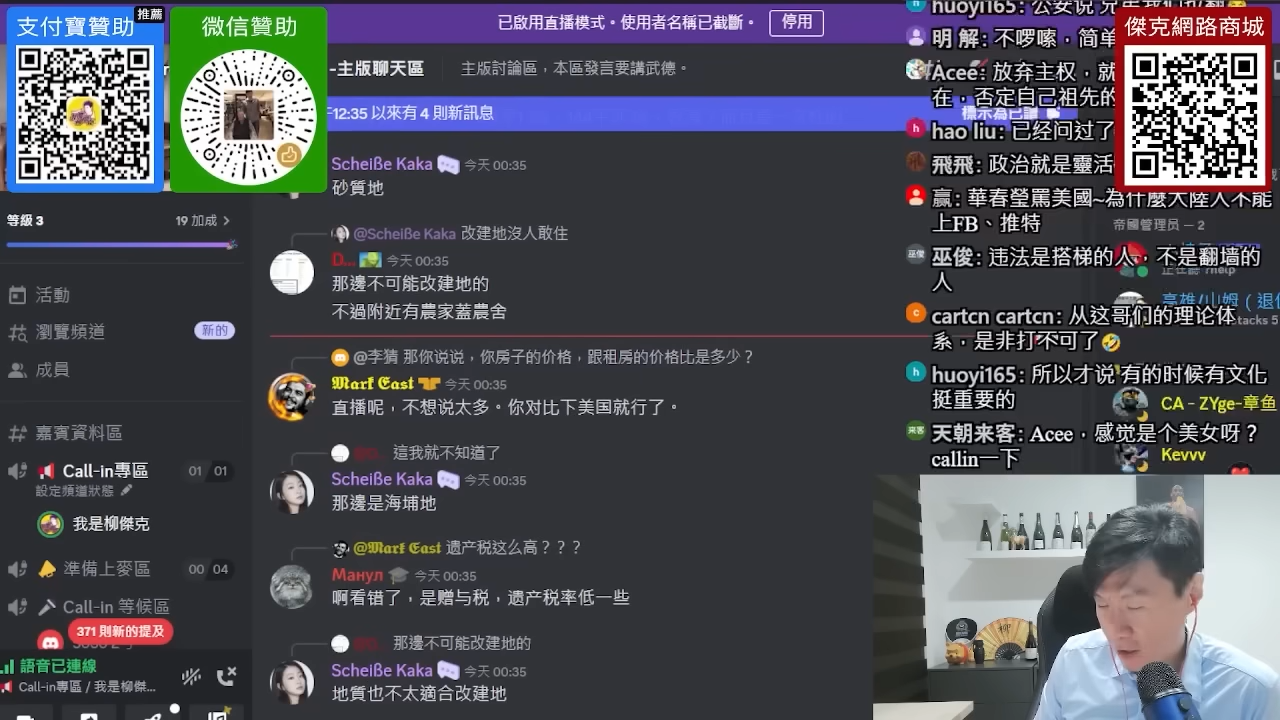 支付寶贊助
推薦
微信贊助
已啟用直播模式。使用者名稱已截斷。
停用
傑克網路商城
-主版聊天區
主版討論區，本區發言要講武德。
12:35 以來有 4 則新訊息
標示為已讀
Scheiße Kaka 今天 00:35
砂質地
@Scheiße Kaka 改建地沒人敢住
D... 今天 00:35
那邊不可能改建地的
不過附近有農家蓋農舍
@李猜 那你说说，你房子的价格，跟租房的价格比是多少？
Mark East 今天 00:35
直播呢，不想说太多。你对比下美国就行了。
這我就不知道了
Scheiße Kaka 今天 00:35
那邊是海埔地
@Mark East 遗产税这么高？？？
Манул 今天 00:35
啊看错了，是赠与税，遗产税率低一些
那邊不可能改建地的
Scheiße Kaka 今天 00:35
地質也不太適合改建地
等級 3
19 加成
活動
瀏覽頻道
新的
成員
嘉賓資料區
Call-in專區
01 01
設定頻道狀態
我是柳傑克
準備上麥區
00 04
Call-in 等候區
371 則新的提及
語音已連線
Call-in專區 / 我是柳傑...
huoyi165: 公安说
明 解: 不啰嗦，简单
Acee: 放弃主权，就
在，否定自己祖先的
hao liu: 已经问过了
飛飛: 政治就是靈活
赢: 華春瑩罵美國~為什麼大陸人不能
上FB、推特
帝國管理员 — 2
巫俊: 违法是搭梯的人，不是翻墙的
人
cartcn cartcn: 从这哥们的理论体
系，是非打不可了🤣
huoyi165: 所以才说 有的时候有文化
挺重要的
CA - ZYge-章鱼
天朝来客: Acee，感觉是个美女呀？
callin一下
Kevvv